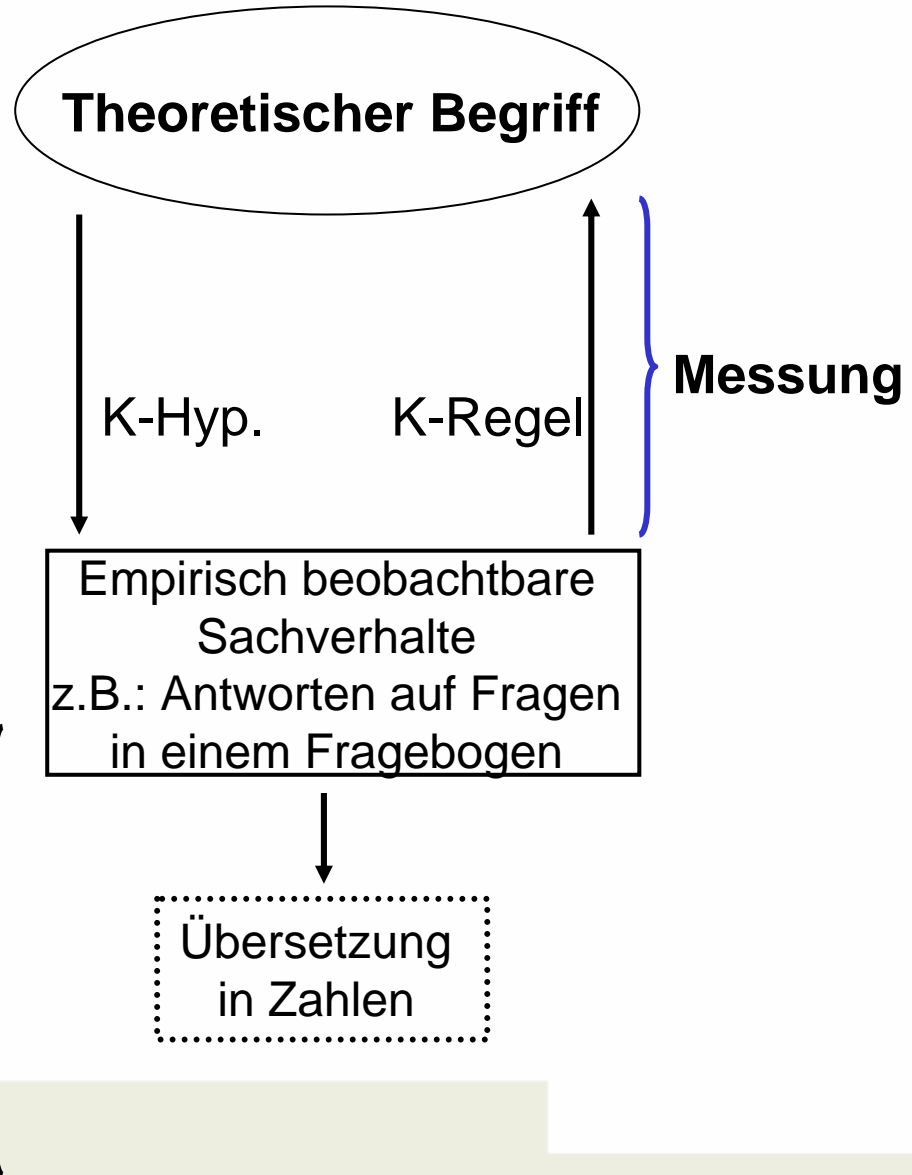 Theoretischer Begriff
K-Hyp.
K-Regel
Messung
Empirisch beobachtbare
Sachverhalte
z.B.: Antworten auf Fragen
in einem Fragebogen
Übersetzung
in Zahlen